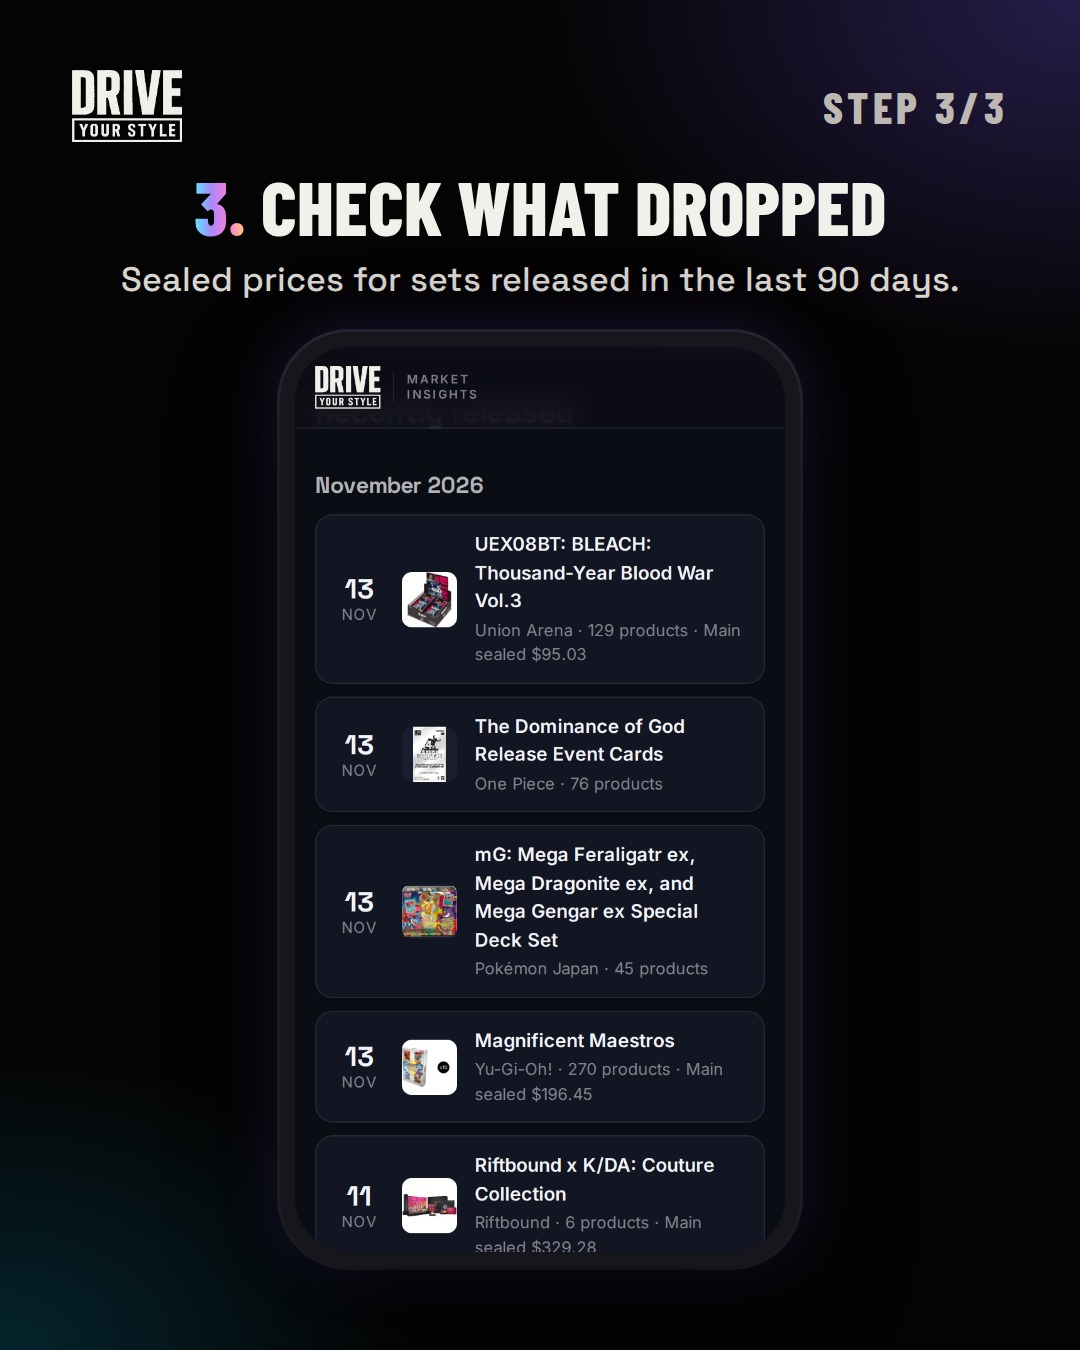 DRIVE
YOUR STYLE
STEP 3/3
3. CHECK WHAT DROPPED
Sealed prices for sets released in the last 90 days.
DRIVE
YOUR STYLE
MARKET
INSIGHTS
Recently released
November 2026
13
NOV
UEX08BT: BLEACH:
Thousand-Year Blood War
Vol.3
Union Arena · 129 products · Main
sealed $95.03
13
NOV
The Dominance of God
Release Event Cards
One Piece · 76 products
13
NOV
mG: Mega Feraligatr ex,
Mega Dragonite ex, and
Mega Gengar ex Special
Deck Set
Pokémon Japan · 45 products
13
NOV
Magnificent Maestros
Yu-Gi-Oh! · 270 products · Main
sealed $196.45
11
NOV
Riftbound x K/DA: Couture
Collection
Riftbound · 6 products · Main
sealed $329.28